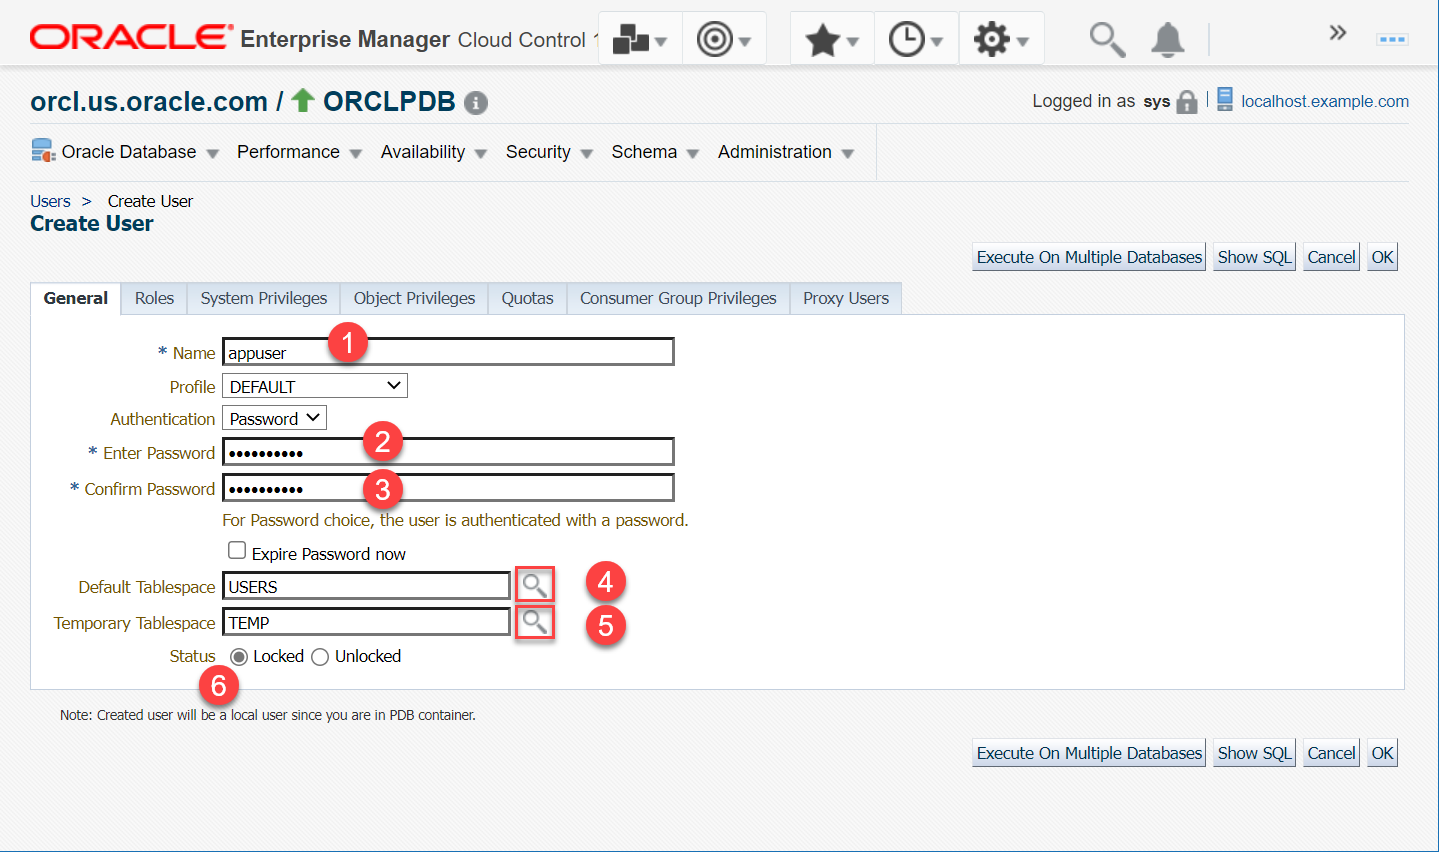 ORACLE Enterprise Manager Cloud Control
orcl.us.oracle.com / ORCLPDB
Logged in as sys | localhost.example.com
Oracle Database Performance Availability Security Schema Administration
Users > Create User
Create User
Execute On Multiple Databases Show SQL Cancel OK
General Roles System Privileges Object Privileges Quotas Consumer Group Privileges Proxy Users
* Name appuser 1
Profile DEFAULT
Authentication Password
* Enter Password •••••••••• 2
* Confirm Password •••••••••• 3
For Password choice, the user is authenticated with a password.
Expire Password now
Default Tablespace USERS 4
Temporary Tablespace TEMP 5
Status Locked Unlocked
6
Note: Created user will be a local user since you are in PDB container.
Execute On Multiple Databases Show SQL Cancel OK